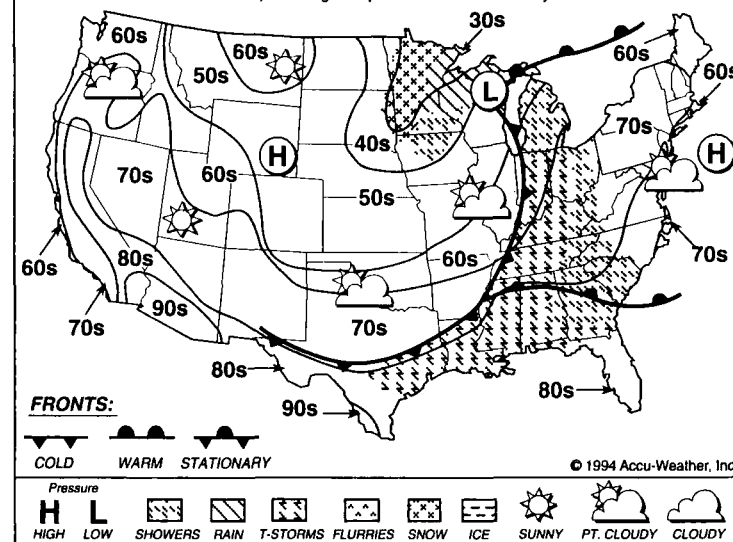 30s
60s
60s
50s
60s
60s
L
70s
H
H
40s
70s
60s
50s
60s
80s
60s
70s
90s
70s
70s
80s
80s
90s
FRONTS:
COLD WARM STATIONARY
© 1994 Accu-Weather, Inc
Pressure
H L
HIGH LOW SHOWERS RAIN T-STORMS FLURRIES SNOW ICE SUNNY PT. CLOUDY CLOUDY